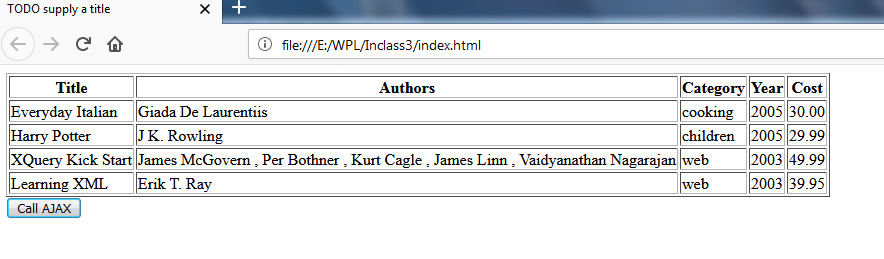 TODO supply a title
file:///E:/WPL/Inclass3/index.html
Title Authors Category Year Cost
Everyday Italian Giada De Laurentiis cooking 2005 30.00
Harry Potter J K. Rowling children 2005 29.99
XQuery Kick Start James McGovern , Per Bothner , Kurt Cagle , James Linn , Vaidyanathan Nagarajan web 2003 49.99
Learning XML Erik T. Ray web 2003 39.95
Call AJAX